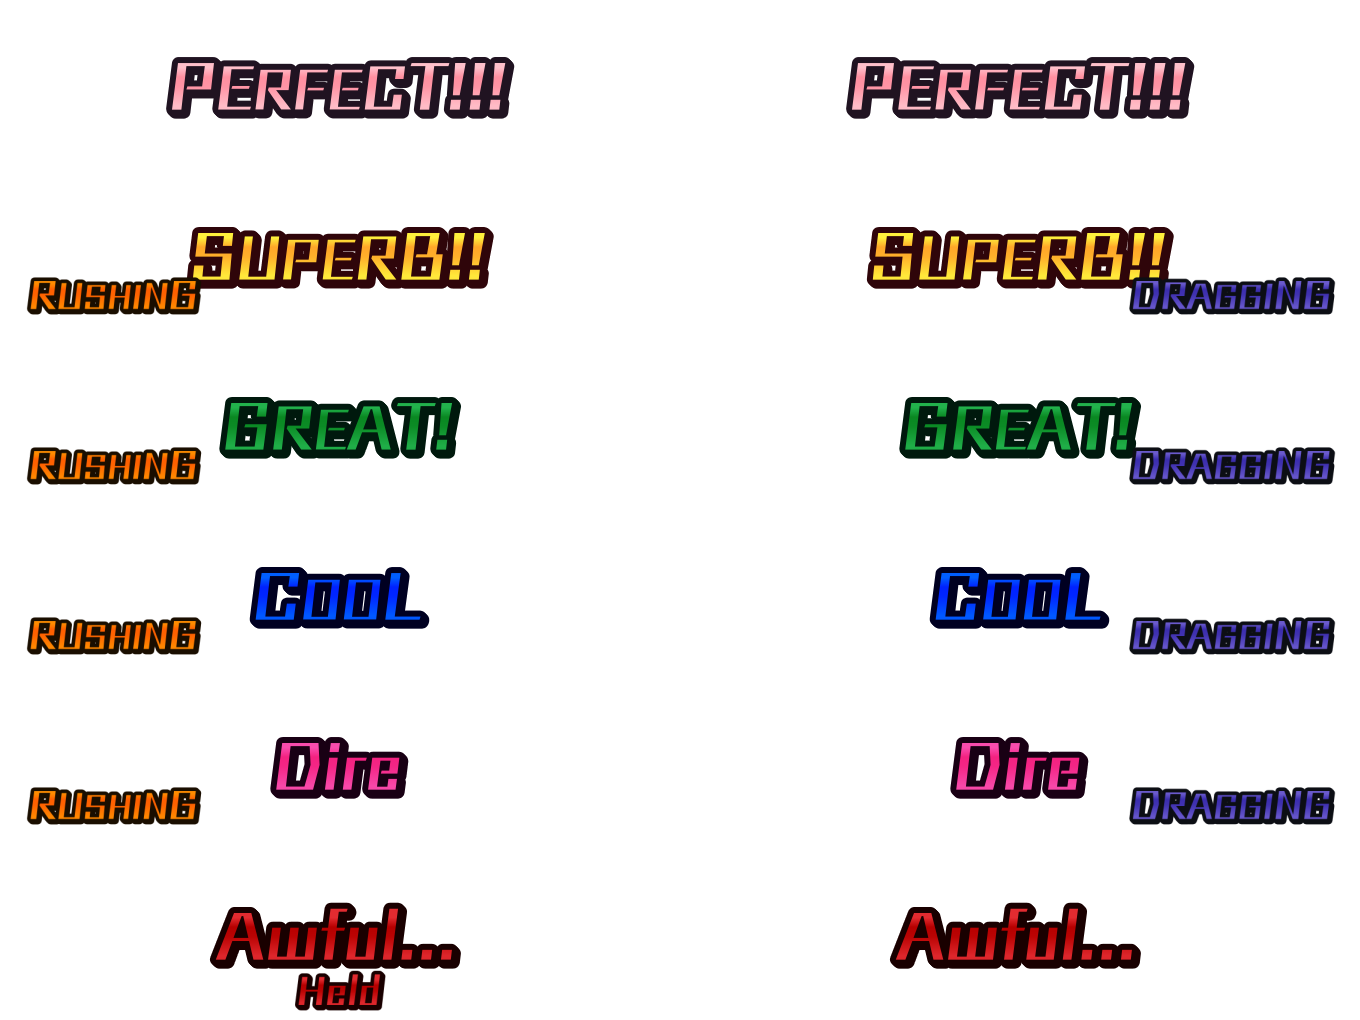 PERFECT!!! PERFECT!!!
SUPERB!! SUPERB!!
RUSHING DRAGGING
GREAT! GREAT!
RUSHING DRAGGING
COOL COOL
RUSHING DRAGGING
Dire Dire
RUSHING DRAGGING
Awful... Awful...
Held